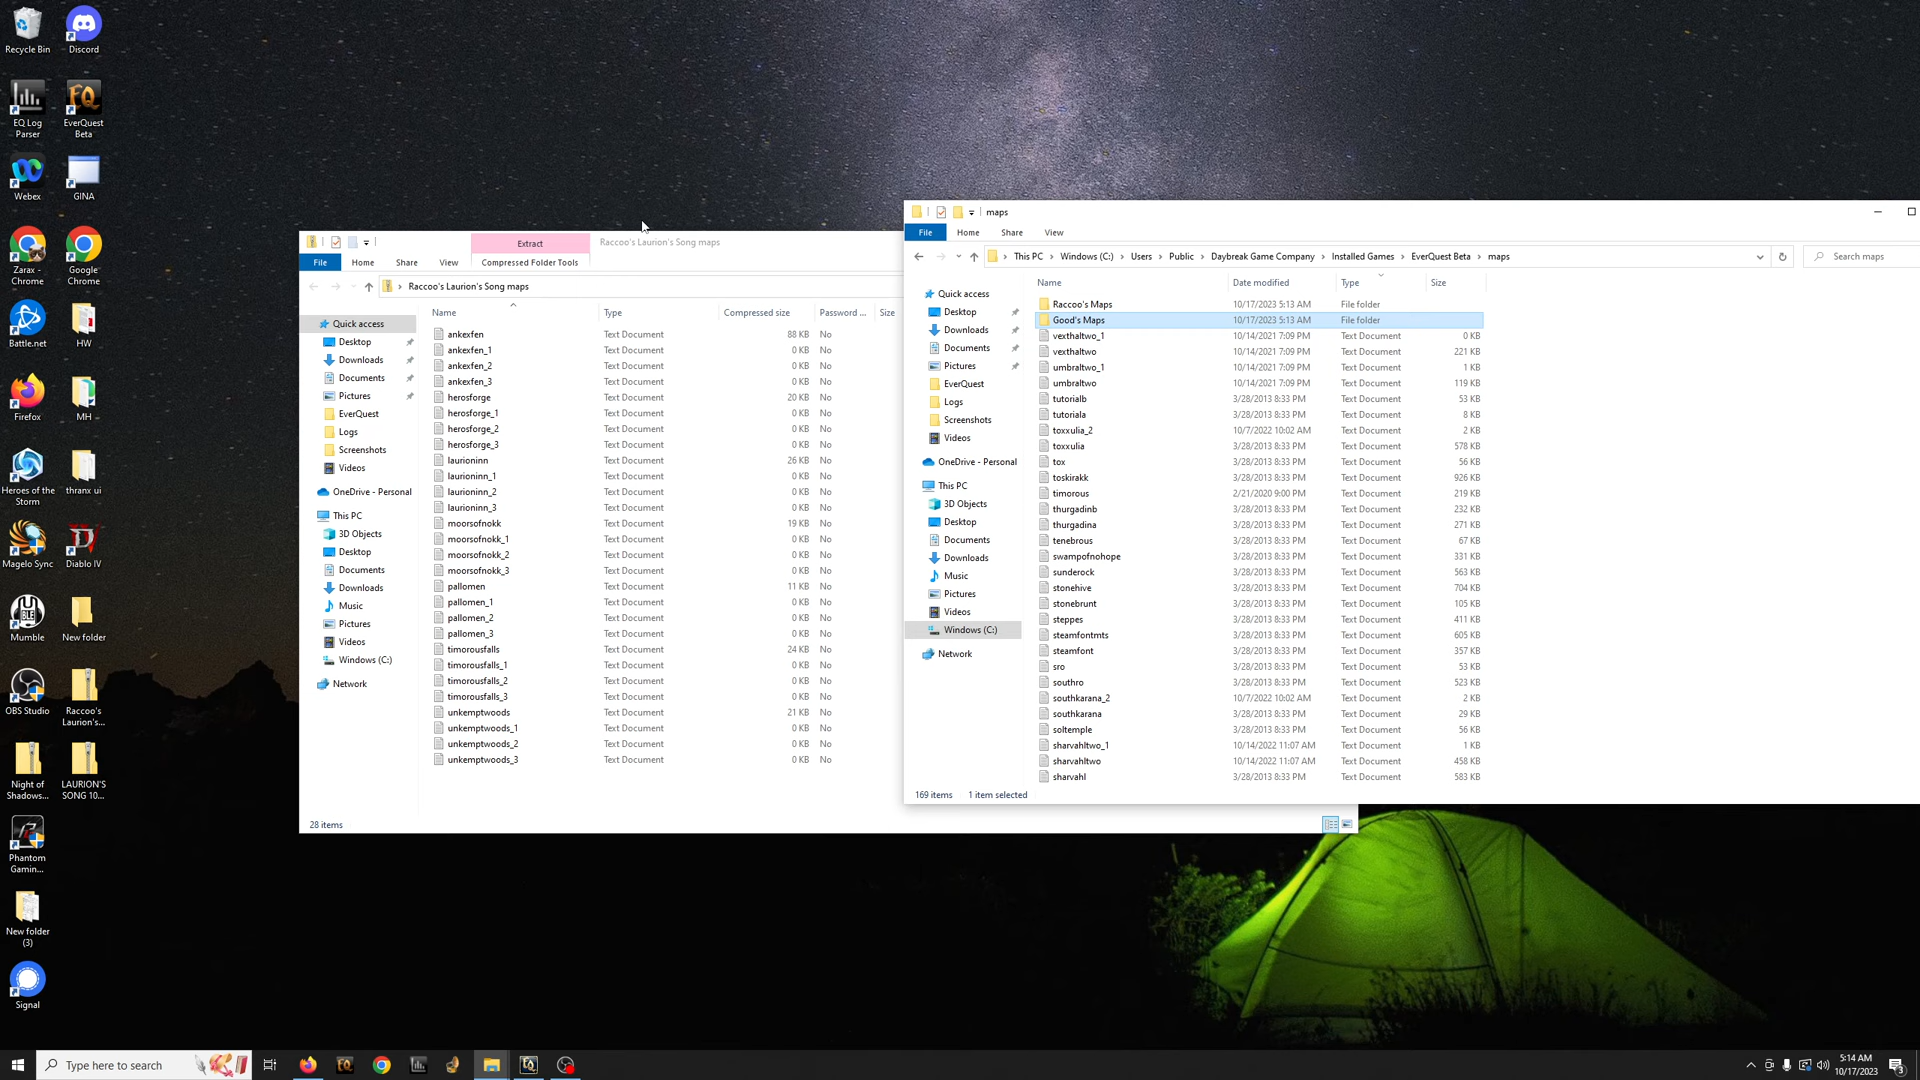 Recycle Bin
Discord
EQ Log
Parser
EverQuest
Beta
Webex
GINA
Zarax -
Chrome
Google
Chrome
Battle.net
HW
Firefox
MH
Heroes of the
Storm
thranx ui
Magelo Sync
Diablo IV
Mumble
New folder
OBS Studio
Raccoo's
Laurion's...
Night of
Shadows...
LAURION'S
SONG 10...
Phantom
Gamin...
New folder
(3)
Signal
Extract
Raccoo's Laurion's Song maps
File Home Share View Compressed Folder Tools
Raccoo's Laurion's Song maps
Quick access
Desktop
Downloads
Documents
Pictures
EverQuest
Logs
Screenshots
Videos
OneDrive - Personal
This PC
3D Objects
Desktop
Documents
Downloads
Music
Pictures
Videos
Windows (C:)
Network
Name Type Compressed size Password ... Size
ankexfen Text Document 88 KB No
ankexfen_1 Text Document 0 KB No
ankexfen_2 Text Document 0 KB No
ankexfen_3 Text Document 0 KB No
herosforge Text Document 20 KB No
herosforge_1 Text Document 0 KB No
herosforge_2 Text Document 0 KB No
herosforge_3 Text Document 0 KB No
laurioninn Text Document 26 KB No
laurioninn_1 Text Document 0 KB No
laurioninn_2 Text Document 0 KB No
laurioninn_3 Text Document 0 KB No
moorsofnokk Text Document 19 KB No
moorsofnokk_1 Text Document 0 KB No
moorsofnokk_2 Text Document 0 KB No
moorsofnokk_3 Text Document 0 KB No
pallomen Text Document 11 KB No
pallomen_1 Text Document 0 KB No
pallomen_2 Text Document 0 KB No
pallomen_3 Text Document 0 KB No
timorousfalls Text Document 24 KB No
timorousfalls_1 Text Document 0 KB No
timorousfalls_2 Text Document 0 KB No
timorousfalls_3 Text Document 0 KB No
unkemptwoods Text Document 21 KB No
unkemptwoods_1 Text Document 0 KB No
unkemptwoods_2 Text Document 0 KB No
unkemptwoods_3 Text Document 0 KB No
28 items
maps
File Home Share View
This PC Windows (C:) Users Public Daybreak Game Company Installed Games EverQuest Beta maps
Search maps
Quick access
Desktop
Downloads
Documents
Pictures
EverQuest
Logs
Screenshots
Videos
OneDrive - Personal
This PC
3D Objects
Desktop
Documents
Downloads
Music
Pictures
Videos
Windows (C:)
Network
Name Date modified Type Size
Raccoo's Maps 10/17/2023 5:13 AM File folder
Good's Maps 10/17/2023 5:13 AM File folder
vexthaltwo_1 10/14/2021 7:09 PM Text Document 0 KB
vexthaltwo 10/14/2021 7:09 PM Text Document 221 KB
umbraltwo_1 10/14/2021 7:09 PM Text Document 1 KB
umbraltwo 10/14/2021 7:09 PM Text Document 119 KB
tutorialb 3/28/2013 8:33 PM Text Document 53 KB
tutoriala 3/28/2013 8:33 PM Text Document 8 KB
toxxulia_2 10/7/2022 10:02 AM Text Document 2 KB
toxxulia 3/28/2013 8:33 PM Text Document 578 KB
tox 3/28/2013 8:33 PM Text Document 56 KB
toskirakk 3/28/2013 8:33 PM Text Document 926 KB
timorous 2/21/2020 9:00 PM Text Document 219 KB
thurgadinb 3/28/2013 8:33 PM Text Document 232 KB
thurgadina 3/28/2013 8:33 PM Text Document 271 KB
tenebrous 3/28/2013 8:33 PM Text Document 67 KB
swampofnohope 3/28/2013 8:33 PM Text Document 331 KB
sunderock 3/28/2013 8:33 PM Text Document 563 KB
stonehive 3/28/2013 8:33 PM Text Document 704 KB
stonebrunt 3/28/2013 8:33 PM Text Document 105 KB
steppes 3/28/2013 8:33 PM Text Document 411 KB
steamfontmts 3/28/2013 8:33 PM Text Document 605 KB
steamfont 3/28/2013 8:33 PM Text Document 357 KB
sro 3/28/2013 8:33 PM Text Document 53 KB
southro 3/28/2013 8:33 PM Text Document 523 KB
southkarana_2 10/7/2022 10:02 AM Text Document 2 KB
southkarana 3/28/2013 8:33 PM Text Document 29 KB
soltemple 3/28/2013 8:33 PM Text Document 56 KB
sharvahltwo_1 10/14/2022 11:07 AM Text Document 1 KB
sharvahltwo 10/14/2022 11:07 AM Text Document 458 KB
sharvahl 3/28/2013 8:33 PM Text Document 583 KB
169 items 1 item selected
Type here to search
5:14 AM
10/17/2023
3